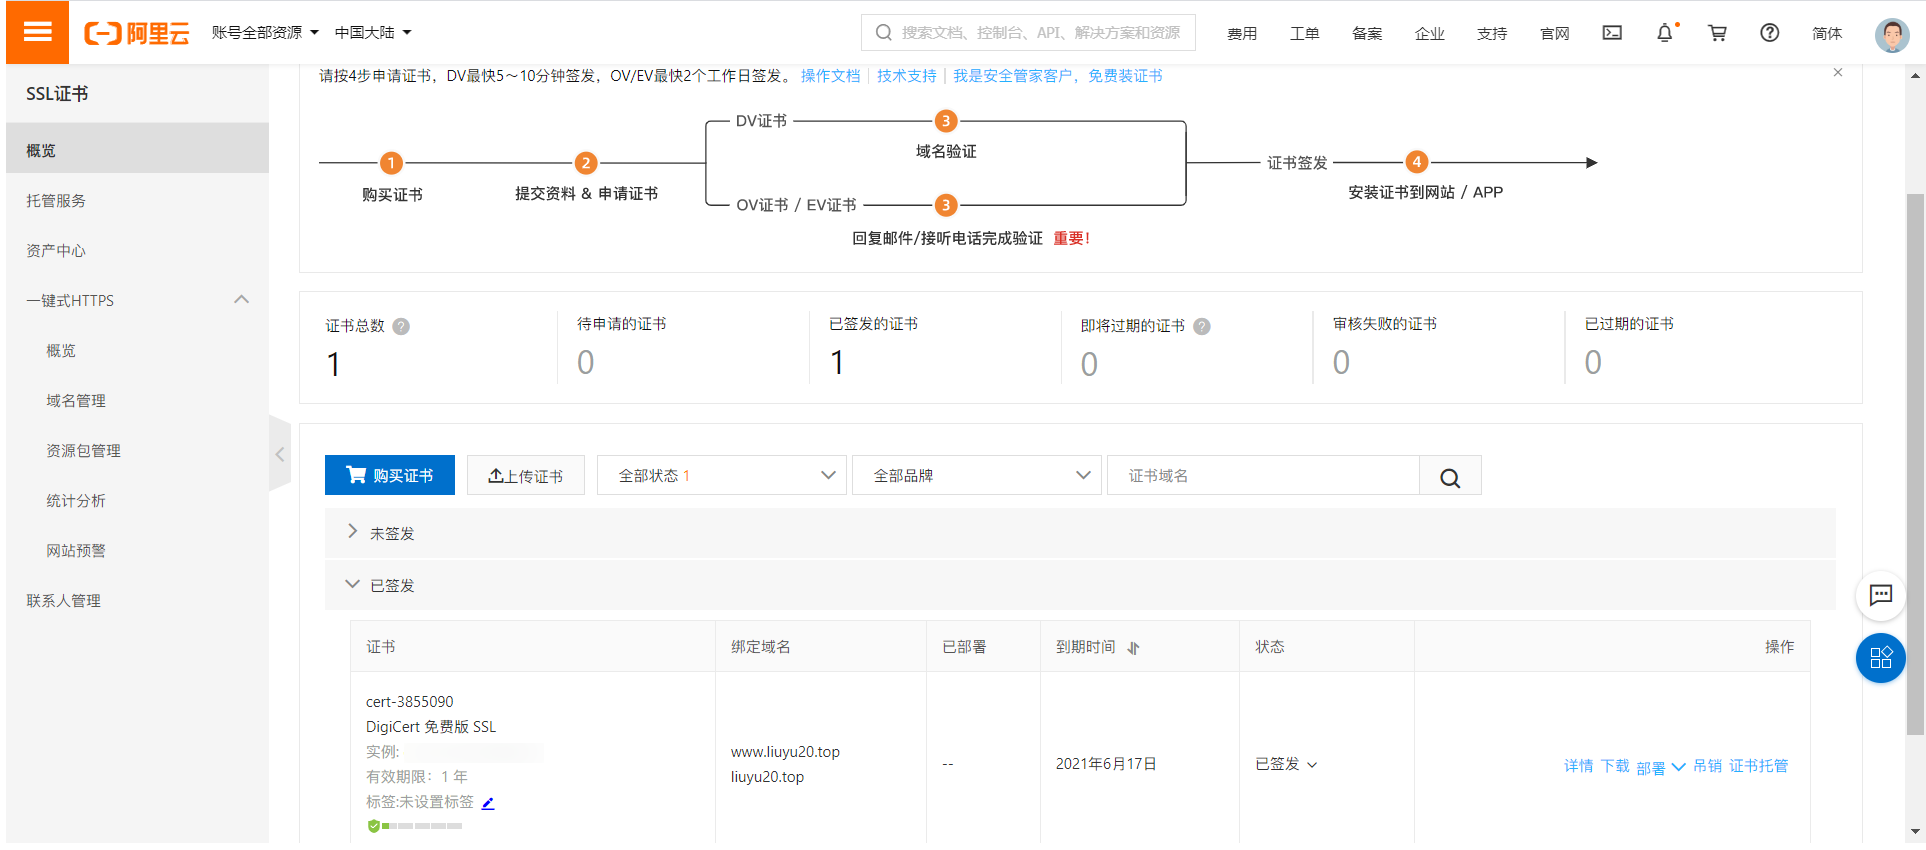 阿里云 账号全部资源 中国大陆 搜索文档、控制台、API、解决方案和资源 费用 工单 备案 企业 支持 官网 简体
SSL证书
概览
托管服务
资产中心
一键式HTTPS
概览
域名管理
资源包管理
统计分析
网站预警
联系人管理
请按4步申请证书，DV最快5～10分钟签发，OV/EV最快2个工作日签发。 操作文档 技术支持 我是安全管家客户，免费装证书
1 购买证书
2 提交资料 & 申请证书
DV证书 3 域名验证
OV证书 / EV证书 3
回复邮件/接听电话完成验证 重要！
证书签发 4
安装证书到网站 / APP
证书总数 ? 待申请的证书 已签发的证书 即将过期的证书 ? 审核失败的证书 已过期的证书
1 0 1 0 0 0
购买证书 上传证书 全部状态 1 全部品牌 证书域名
未签发
已签发
证书 绑定域名 已部署 到期时间 状态 操作
cert-3855090
DigiCert 免费版 SSL
实例:
有效期限：1 年
标签:未设置标签
www.liuyu20.top
liuyu20.top
--
2021年6月17日
已签发
详情 下载 部署 吊销 证书托管